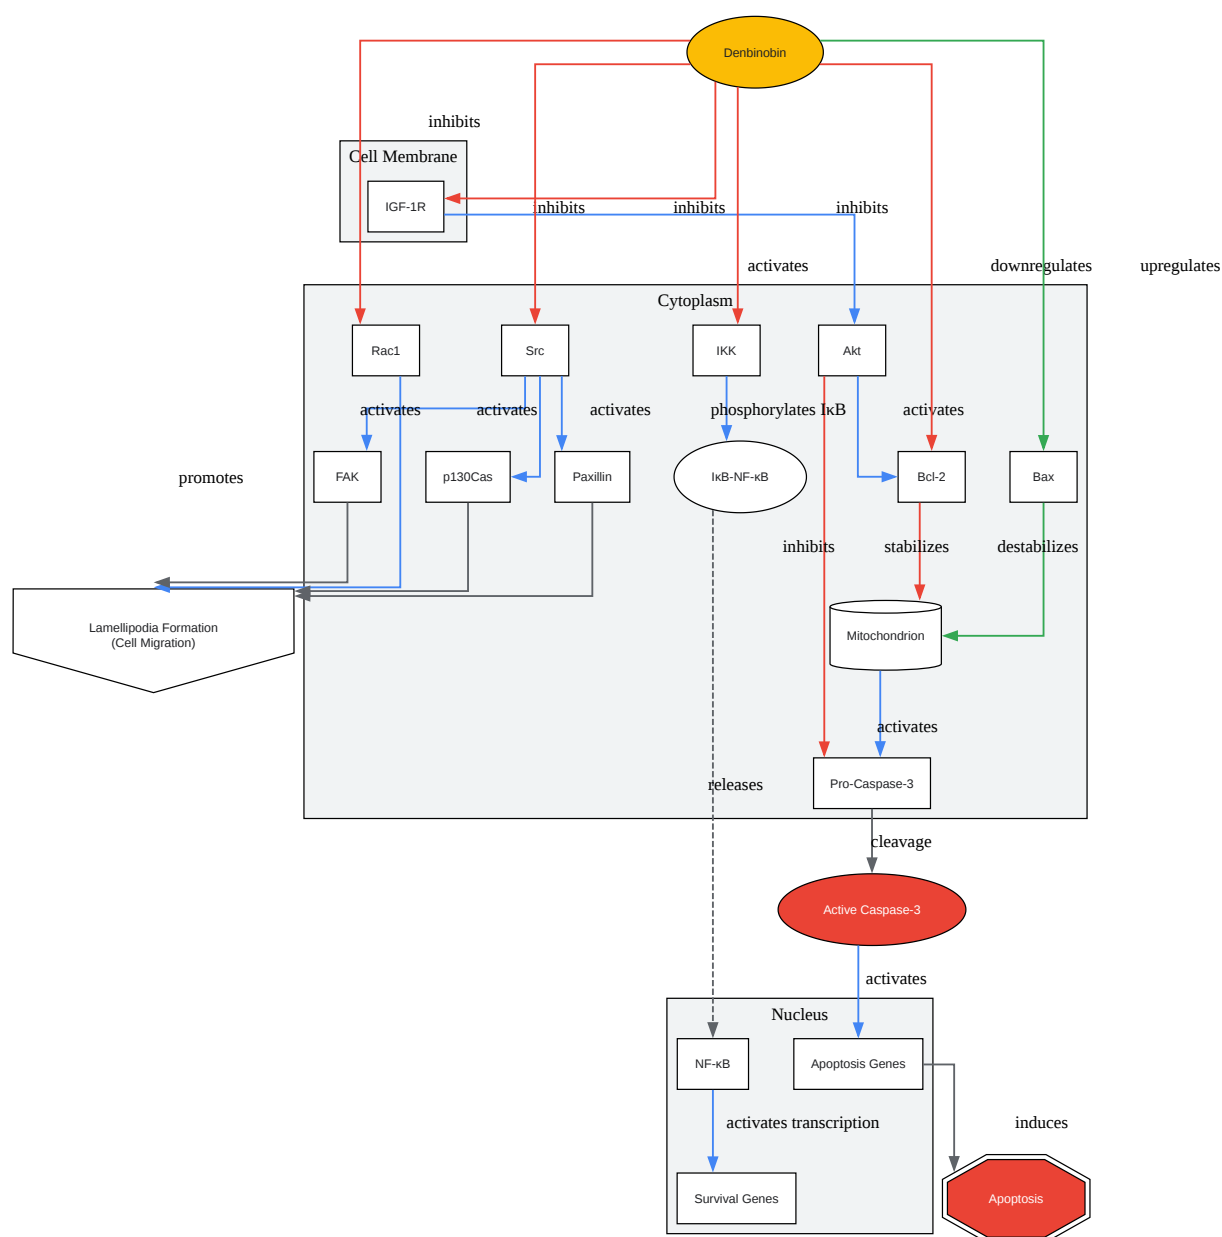 Denbinobin
inhibits
Cell Membrane
IGF-1R
inhibits
inhibits
inhibits
activates
downregulates
upregulates
Cytoplasm
Rac1
Src
IKK
Akt
activates
activates
activates
phosphorylates IκB
activates
promotes
FAK
p130Cas
Paxillin
IκB-NF-κB
Bcl-2
Bax
inhibits
stabilizes
destabilizes
Lamellipodia Formation
(Cell Migration)
Mitochondrion
activates
Pro-Caspase-3
releases
cleavage
Active Caspase-3
activates
Nucleus
NF-κB
Apoptosis Genes
activates transcription
induces
Survival Genes
Apoptosis